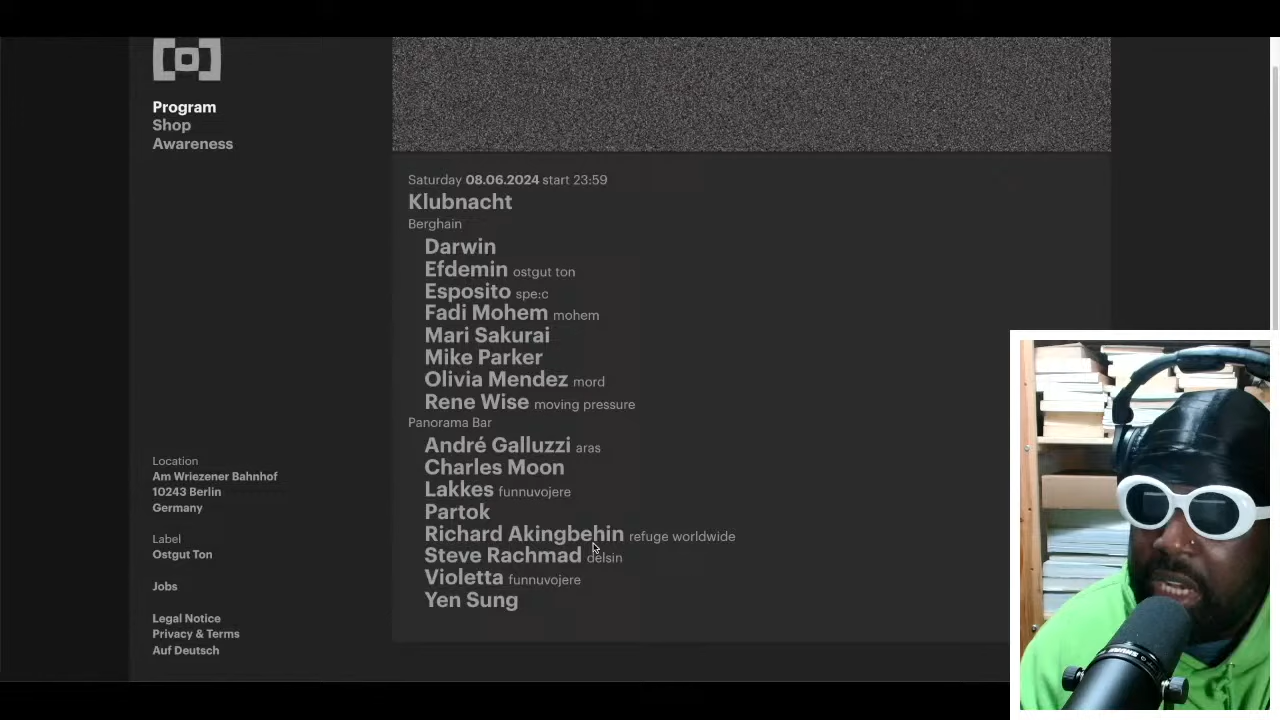 Program
Shop
Awareness
Saturday 08.06.2024 start 23:59
Klubnacht
Berghain
Darwin
Efdemin ostgut ton
Esposito spe:c
Fadi Mohem mohem
Mari Sakurai
Mike Parker
Olivia Mendez mord
Rene Wise moving pressure
Panorama Bar
André Galluzzi aras
Charles Moon
Lakkes funnuvojere
Partok
Richard Akingbehin refuge worldwide
Steve Rachmad delsin
Violetta funnuvojere
Yen Sung
Location
Am Wriezener Bahnhof
10243 Berlin
Germany
Label
Ostgut Ton
Jobs
Legal Notice
Privacy & Terms
Auf Deutsch